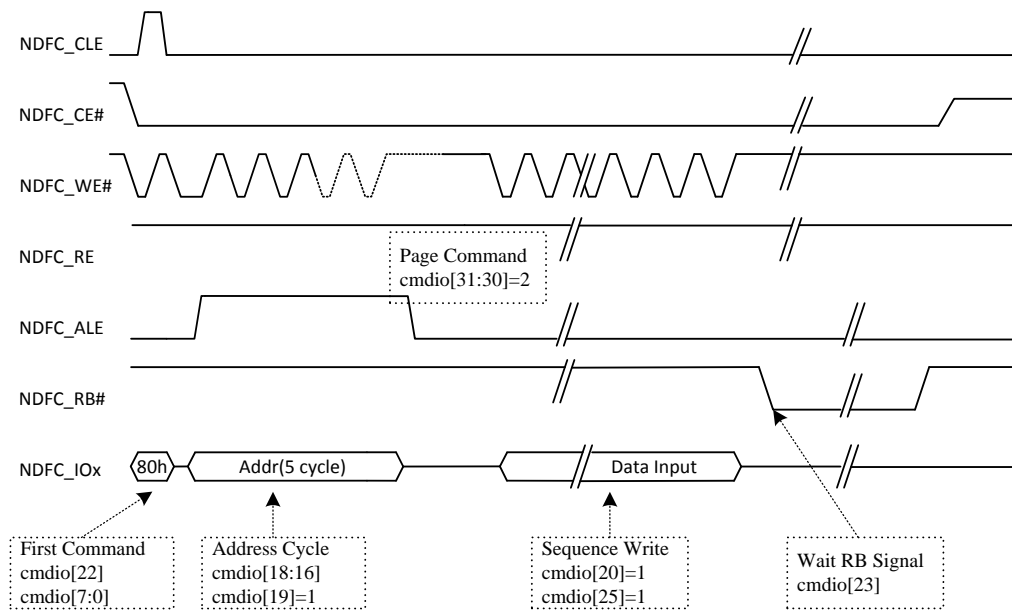 NDFC_CLE
NDFC_CE#
NDFC_WE#
NDFC_RE
Page Command
cmdio[31:30]=2
NDFC_ALE
NDFC_RB#
NDFC_IOx
80h
Addr(5 cycle)
Data Input
First Command
cmdio[22]
cmdio[7:0]
Address Cycle
cmdio[18:16]
cmdio[19]=1
Sequence Write
cmdio[20]=1
cmdio[25]=1
Wait RB Signal
cmdio[23]